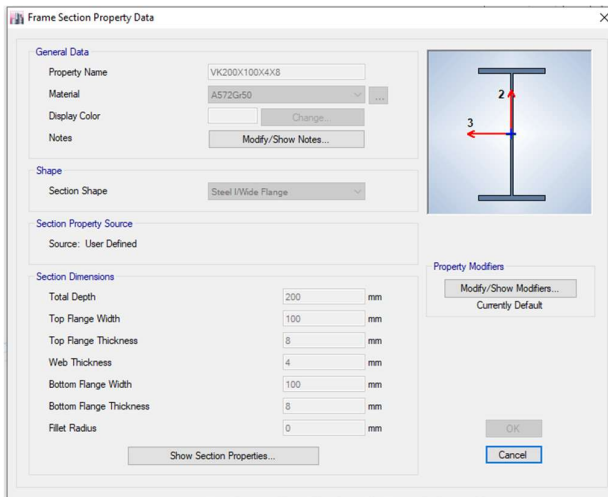 Frame Section Property Data
General Data
Property Name VK200X100X4X8
Material A572Gr50 ...
Display Color Change...
Notes Modify/Show Notes...
Shape
Section Shape Steel I/Wide Flange
Section Property Source
Source: User Defined
Section Dimensions
Total Depth 200 mm
Top Flange Width 100 mm
Top Flange Thickness 8 mm
Web Thickness 4 mm
Bottom Flange Width 100 mm
Bottom Flange Thickness 8 mm
Fillet Radius 0 mm
Show Section Properties...
2
3
Property Modifiers
Modify/Show Modifiers...
Currently Default
OK
Cancel